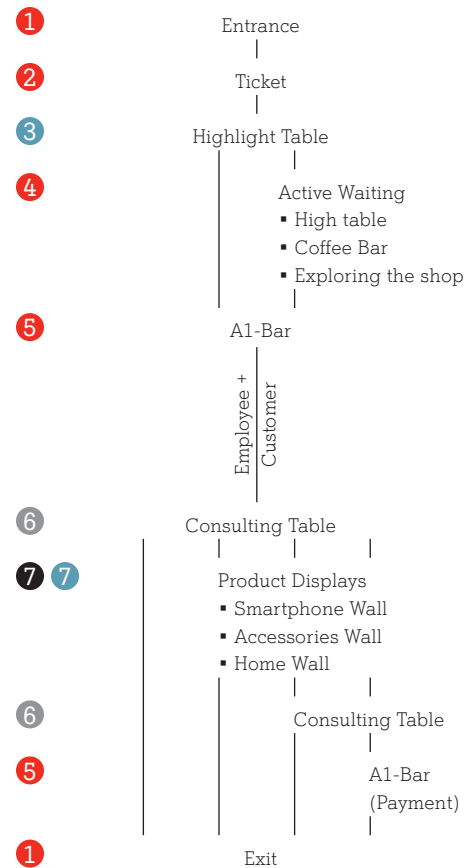 1 Entrance
2 Ticket
3 Highlight Table
4 Active Waiting
▪ High table
▪ Coffee Bar
▪ Exploring the shop
5 A1-Bar
Employee +
Customer
6 Consulting Table
7 7 Product Displays
▪ Smartphone Wall
▪ Accessories Wall
▪ Home Wall
6 Consulting Table
5 A1-Bar
(Payment)
1 Exit